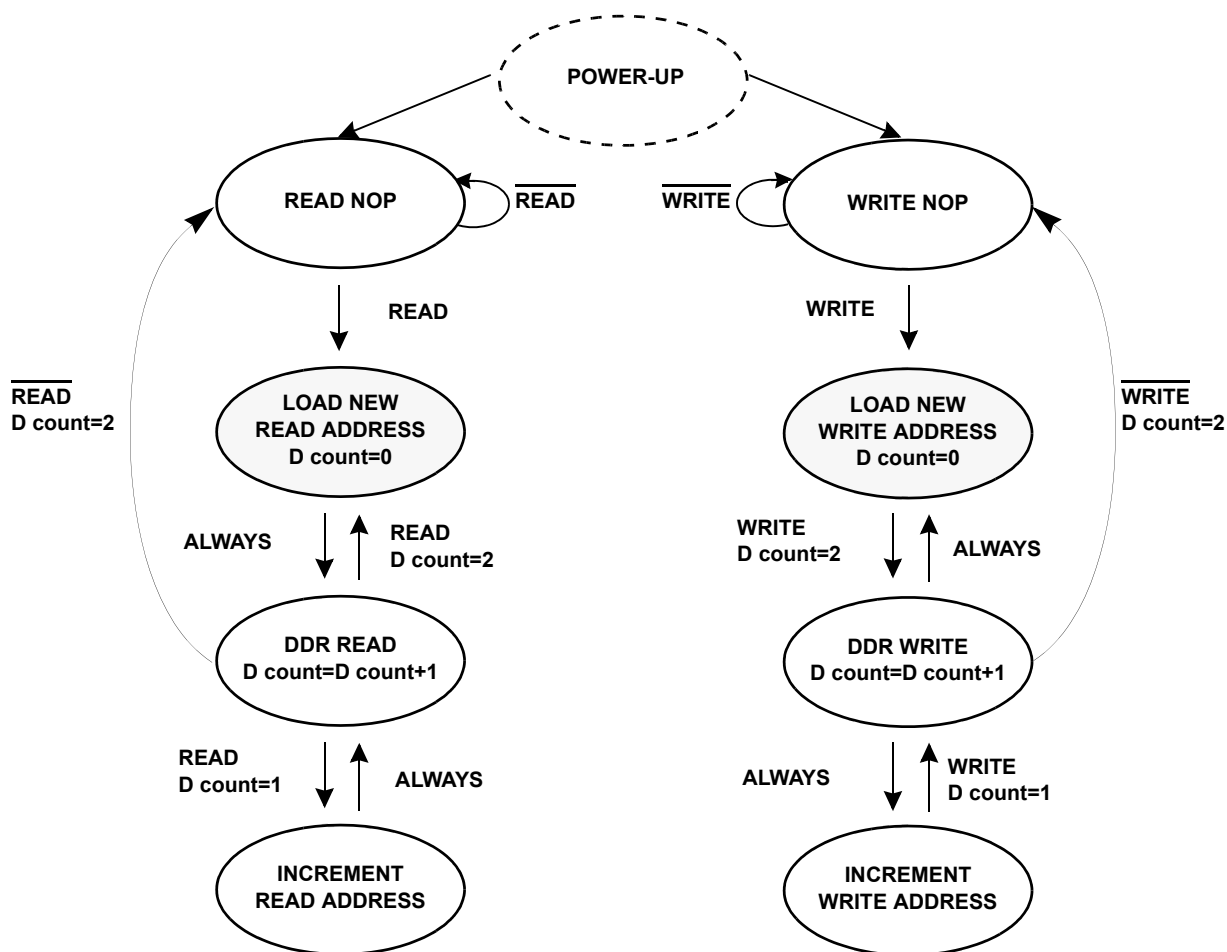 POWER-UP
READ NOP
READ
WRITE
WRITE NOP
READ
WRITE
READ
D count=2
LOAD NEW
READ ADDRESS
D count=0
LOAD NEW
WRITE ADDRESS
D count=0
WRITE
D count=2
ALWAYS
READ
D count=2
WRITE
D count=2
ALWAYS
DDR READ
D count=D count+1
DDR WRITE
D count=D count+1
READ
D count=1
ALWAYS
ALWAYS
WRITE
D count=1
INCREMENT
READ ADDRESS
INCREMENT
WRITE ADDRESS